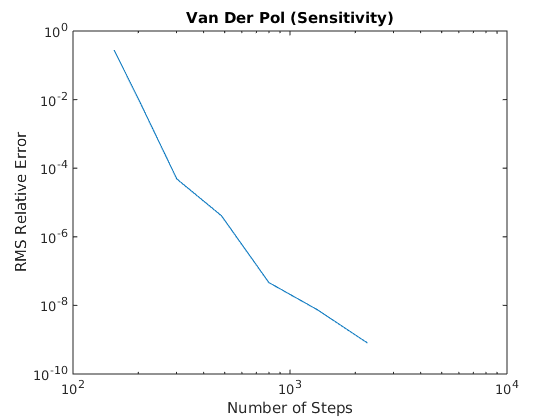 Van Der Pol (Sensitivity)
10^0
10^-2
10^-4
10^-6
10^-8
10^-10
RMS Relative Error
10^2 10^3 10^4
Number of Steps